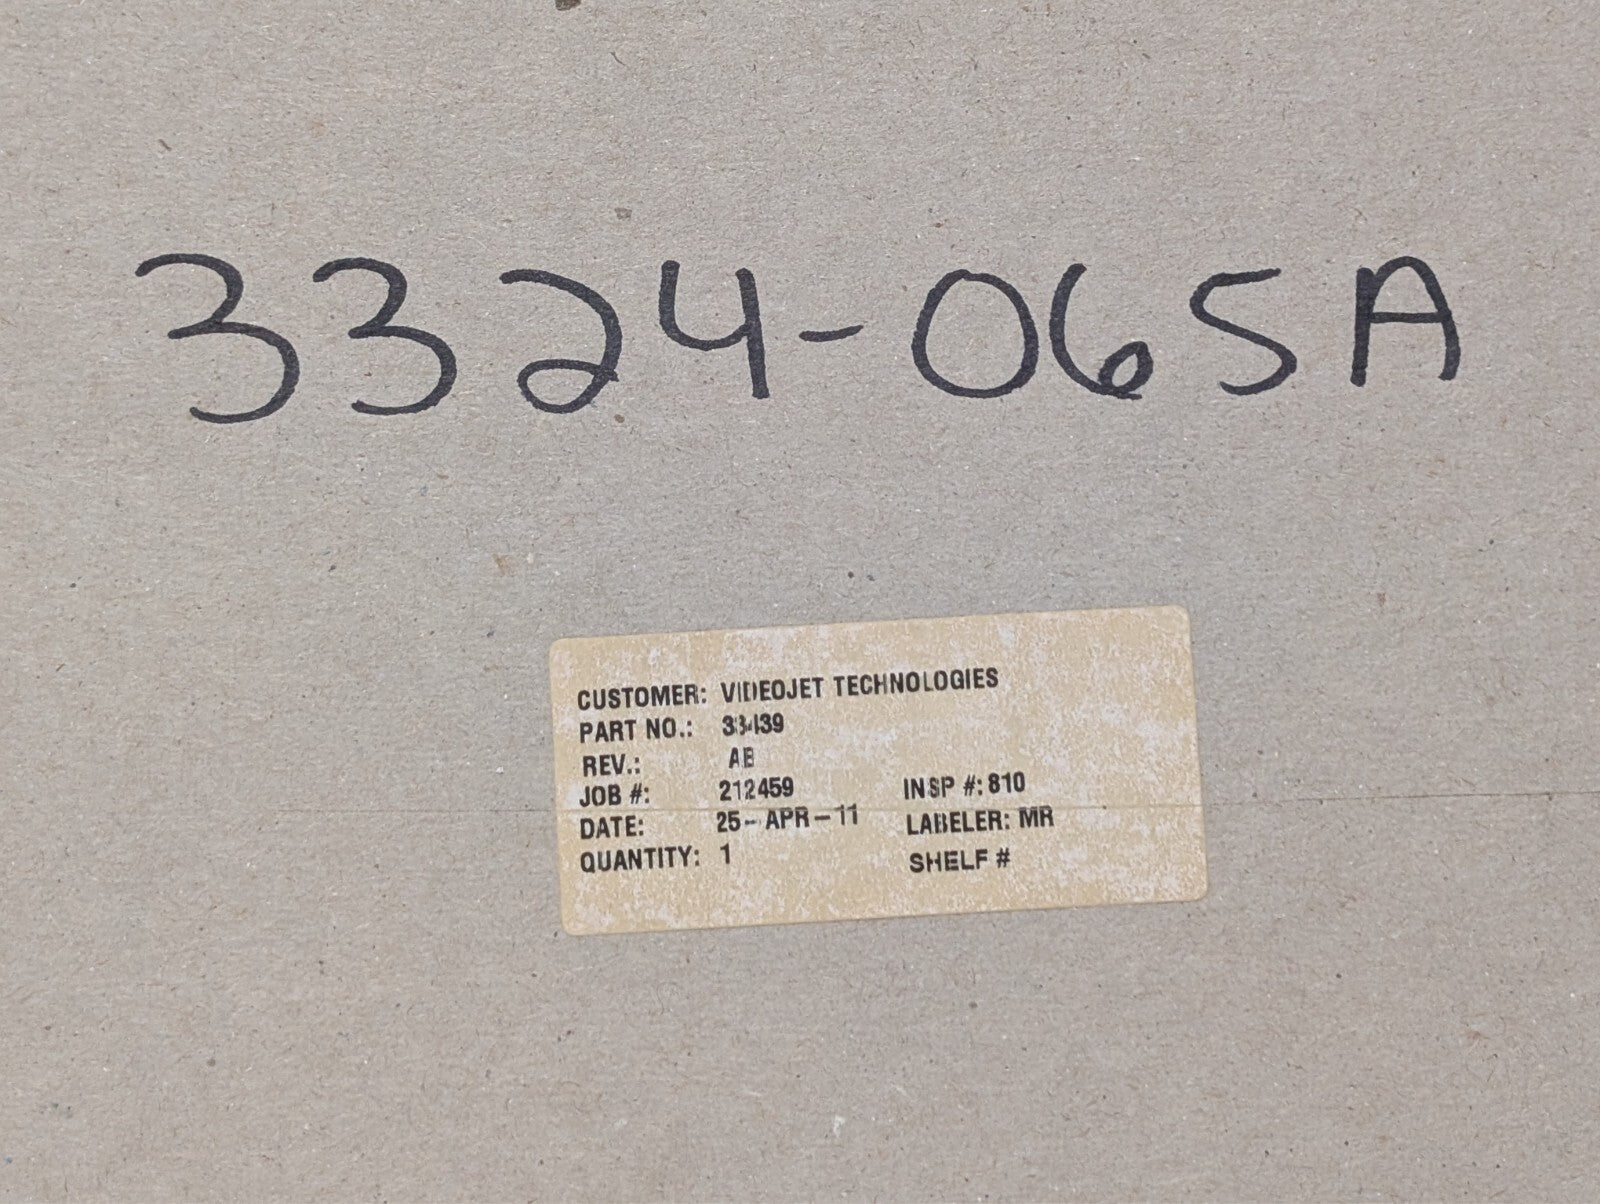 3324-065A
CUSTOMER: VIDEOJET TECHNOLOGIES
PART NO.:
REV.: AB
JOB #: 212459 INSP #: 810
DATE: 25-APR-11 LABELER: MR
QUANTITY: 1 SHELF #